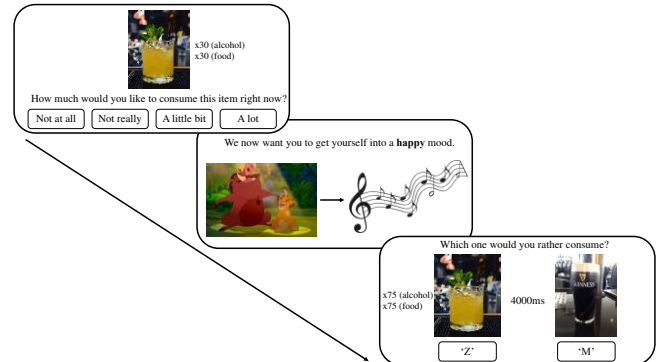 x30 (alcohol)
x30 (food)
How much would you like to consume this item right now?
Not at all
Not really
A little bit
A lot
We now want you to get yourself into a happy mood.
Which one would you rather consume?
x75 (alcohol)
x75 (food)
4000ms
GUINNESS
'Z'
'M'